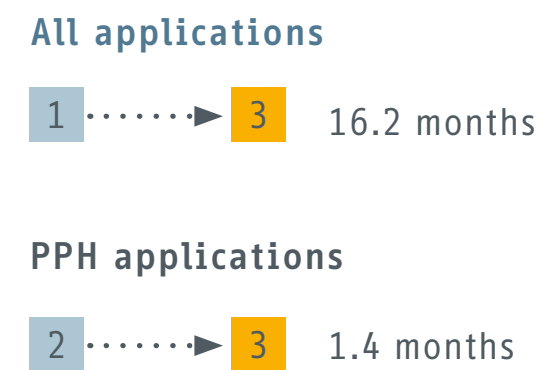 All applications
1 3 16.2 months
PPH applications
2 3 1.4 months